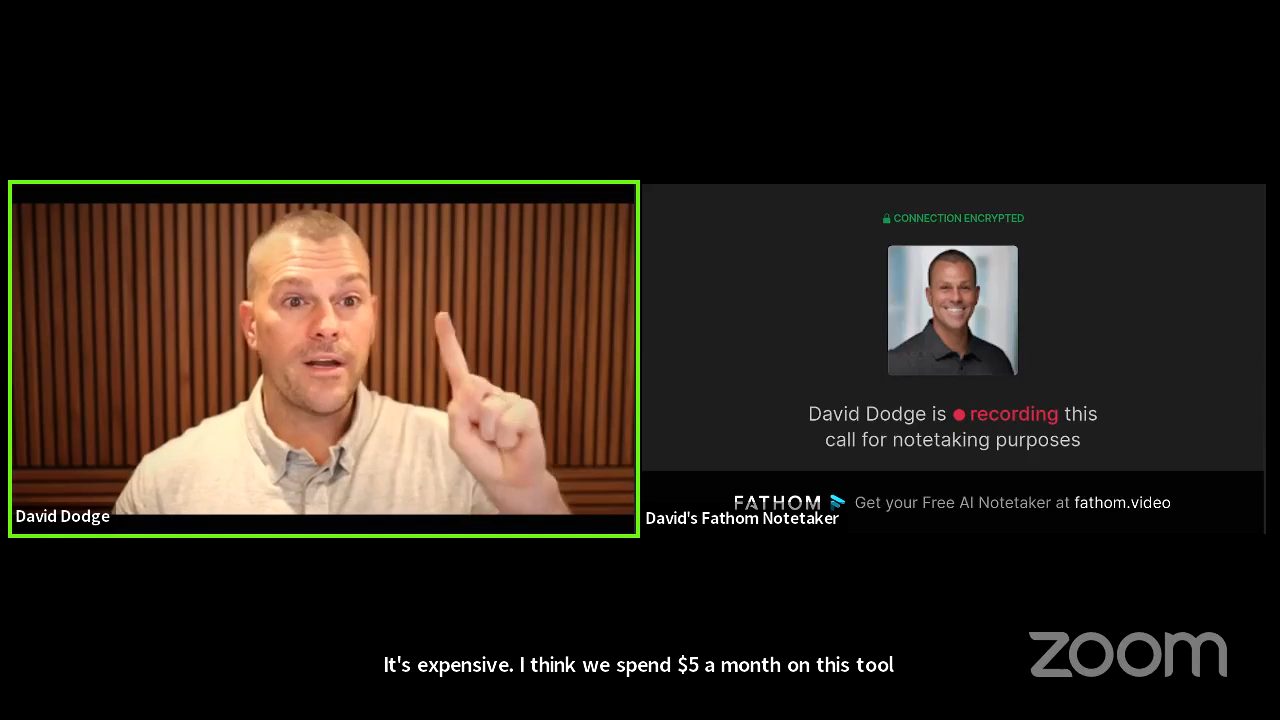 CONNECTION ENCRYPTED
David Dodge is recording this
call for notetaking purposes
FATHOM Get your Free AI Notetaker at fathom.video
David Dodge
David's Fathom Notetaker
It's expensive. I think we spend $5 a month on this tool
zoom